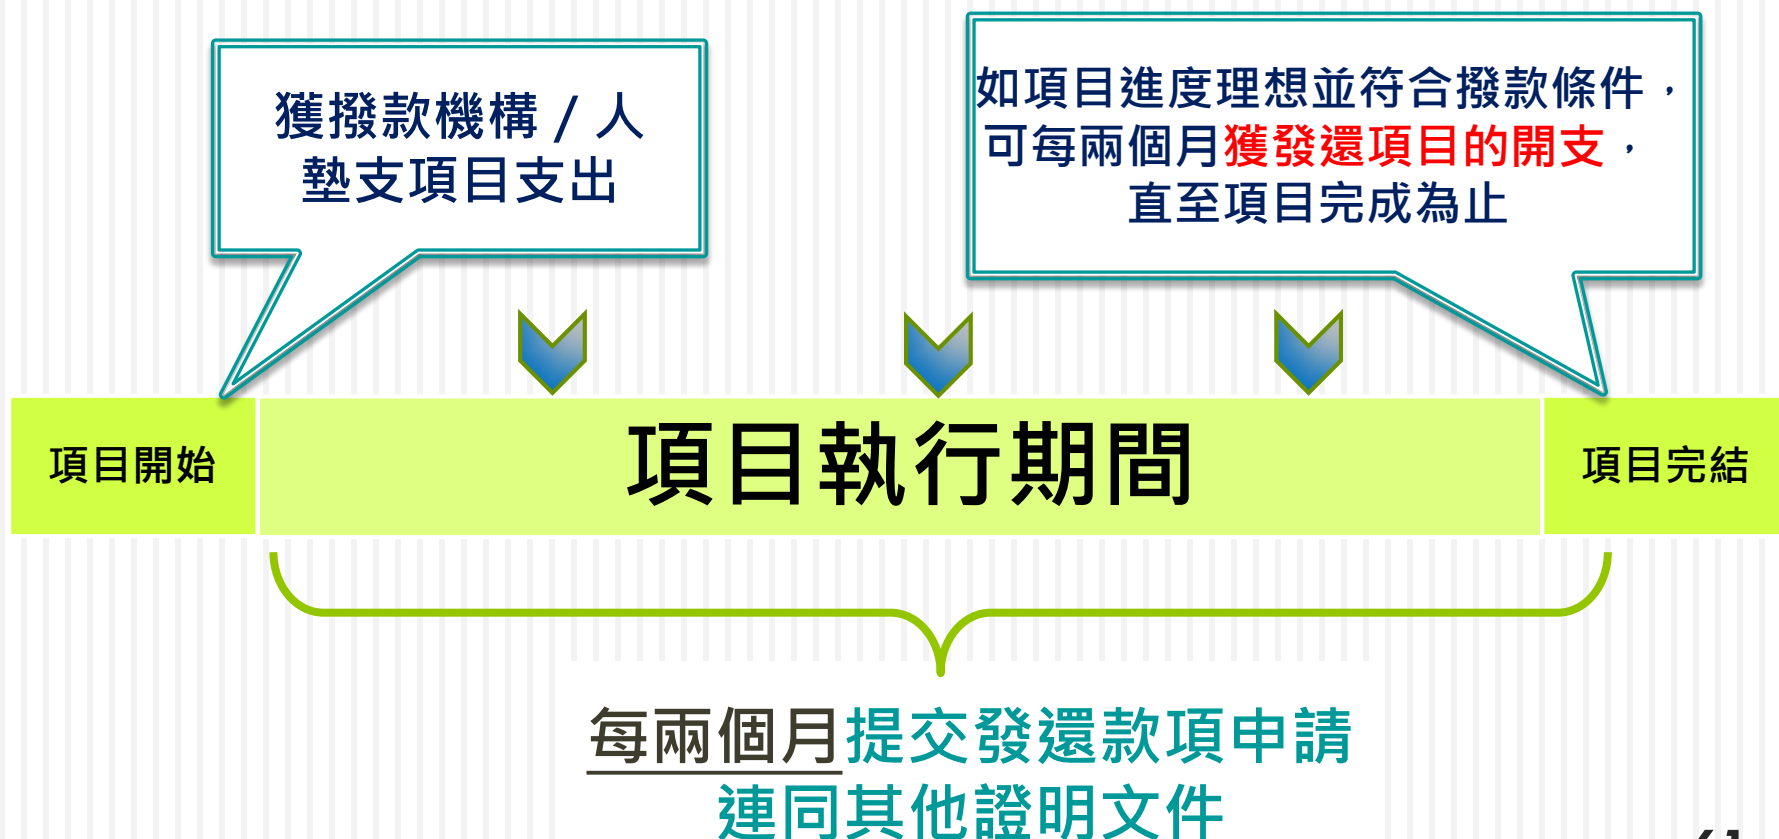 獲撥款機構 / 人
墊支項目支出
如項目進度理想並符合撥款條件，
可每兩個月獲發還項目的開支，
直至項目完成為止
項目開始
項目執行期間
項目完結
每兩個月提交發還款項申請
連同其他證明文件